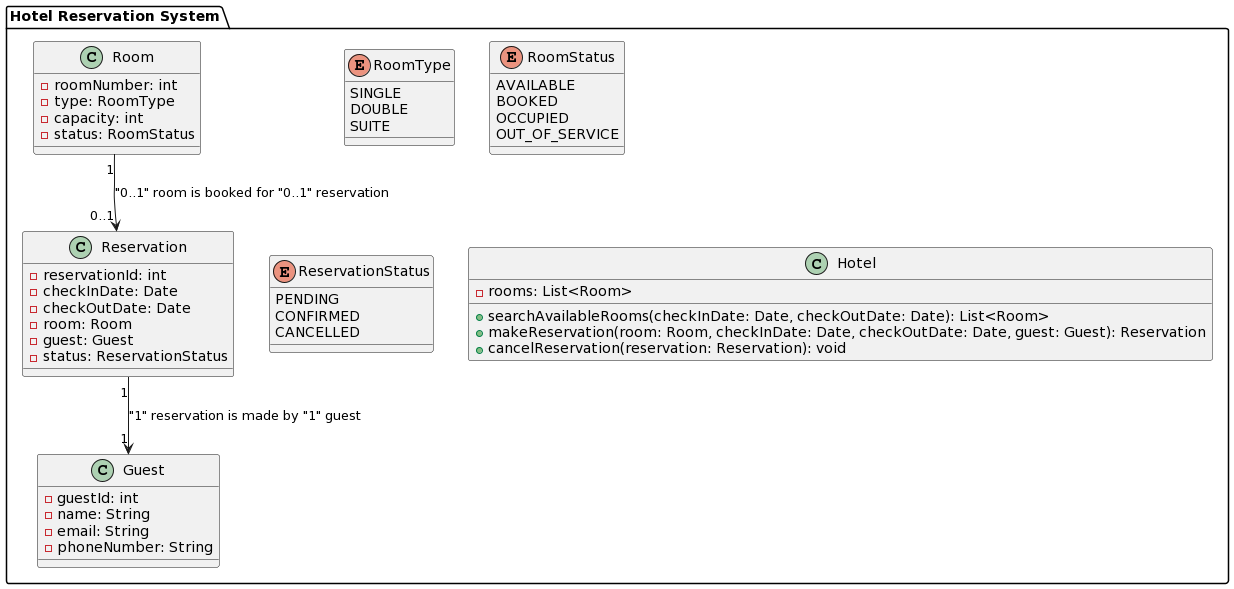 Hotel Reservation System
C Room
roomNumber: int
type: RoomType
capacity: int
status: RoomStatus
E RoomType
SINGLE
DOUBLE
SUITE
E RoomStatus
AVAILABLE
BOOKED
OCCUPIED
OUT_OF_SERVICE
1
"0..1" room is booked for "0..1" reservation
0..1
C Reservation
reservationId: int
checkInDate: Date
checkOutDate: Date
room: Room
guest: Guest
status: ReservationStatus
E ReservationStatus
PENDING
CONFIRMED
CANCELLED
C Hotel
rooms: List<Room>
searchAvailableRooms(checkInDate: Date, checkOutDate: Date): List<Room>
makeReservation(room: Room, checkInDate: Date, checkOutDate: Date, guest: Guest): Reservation
cancelReservation(reservation: Reservation): void
1
"1" reservation is made by "1" guest
1
C Guest
guestId: int
name: String
email: String
phoneNumber: String